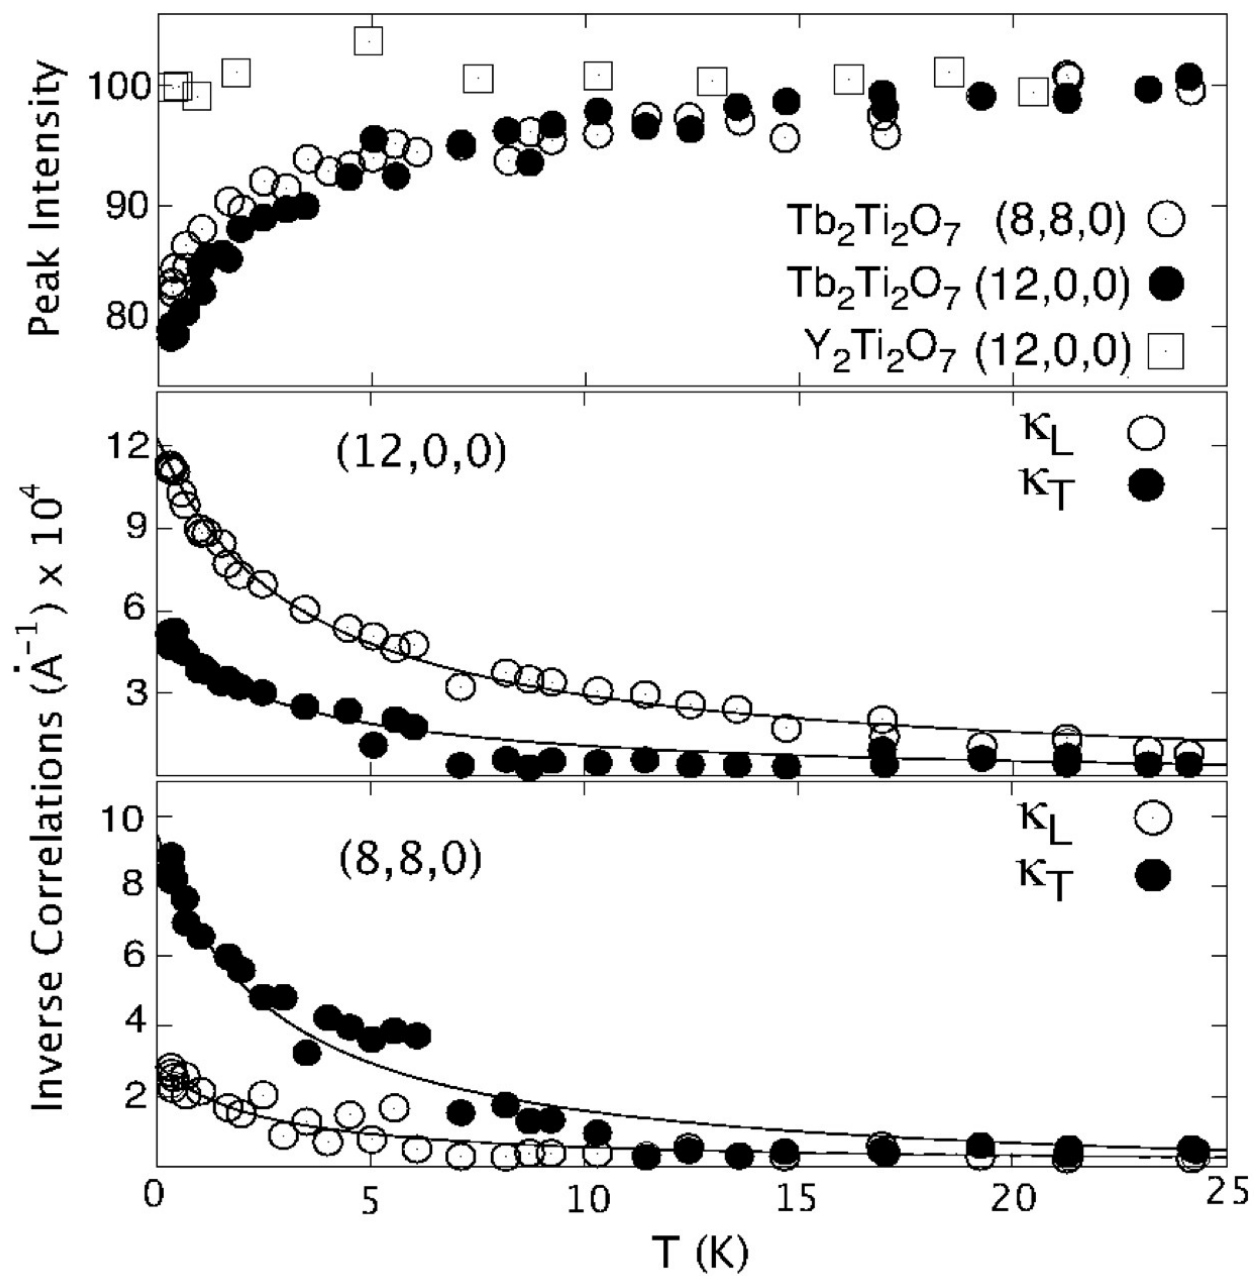 Peak Intensity
100
90
80
Tb₂Ti₂O₇ (8,8,0)
Tb₂Ti₂O₇ (12,0,0)
Y₂Ti₂O₇ (12,0,0)
Inverse Correlations (Å⁻¹) x 10⁴
12
9
6
3
(12,0,0)
κL
κT
10
8
6
4
2
(8,8,0)
κL
κT
0 5 10 15 20 25
T (K)